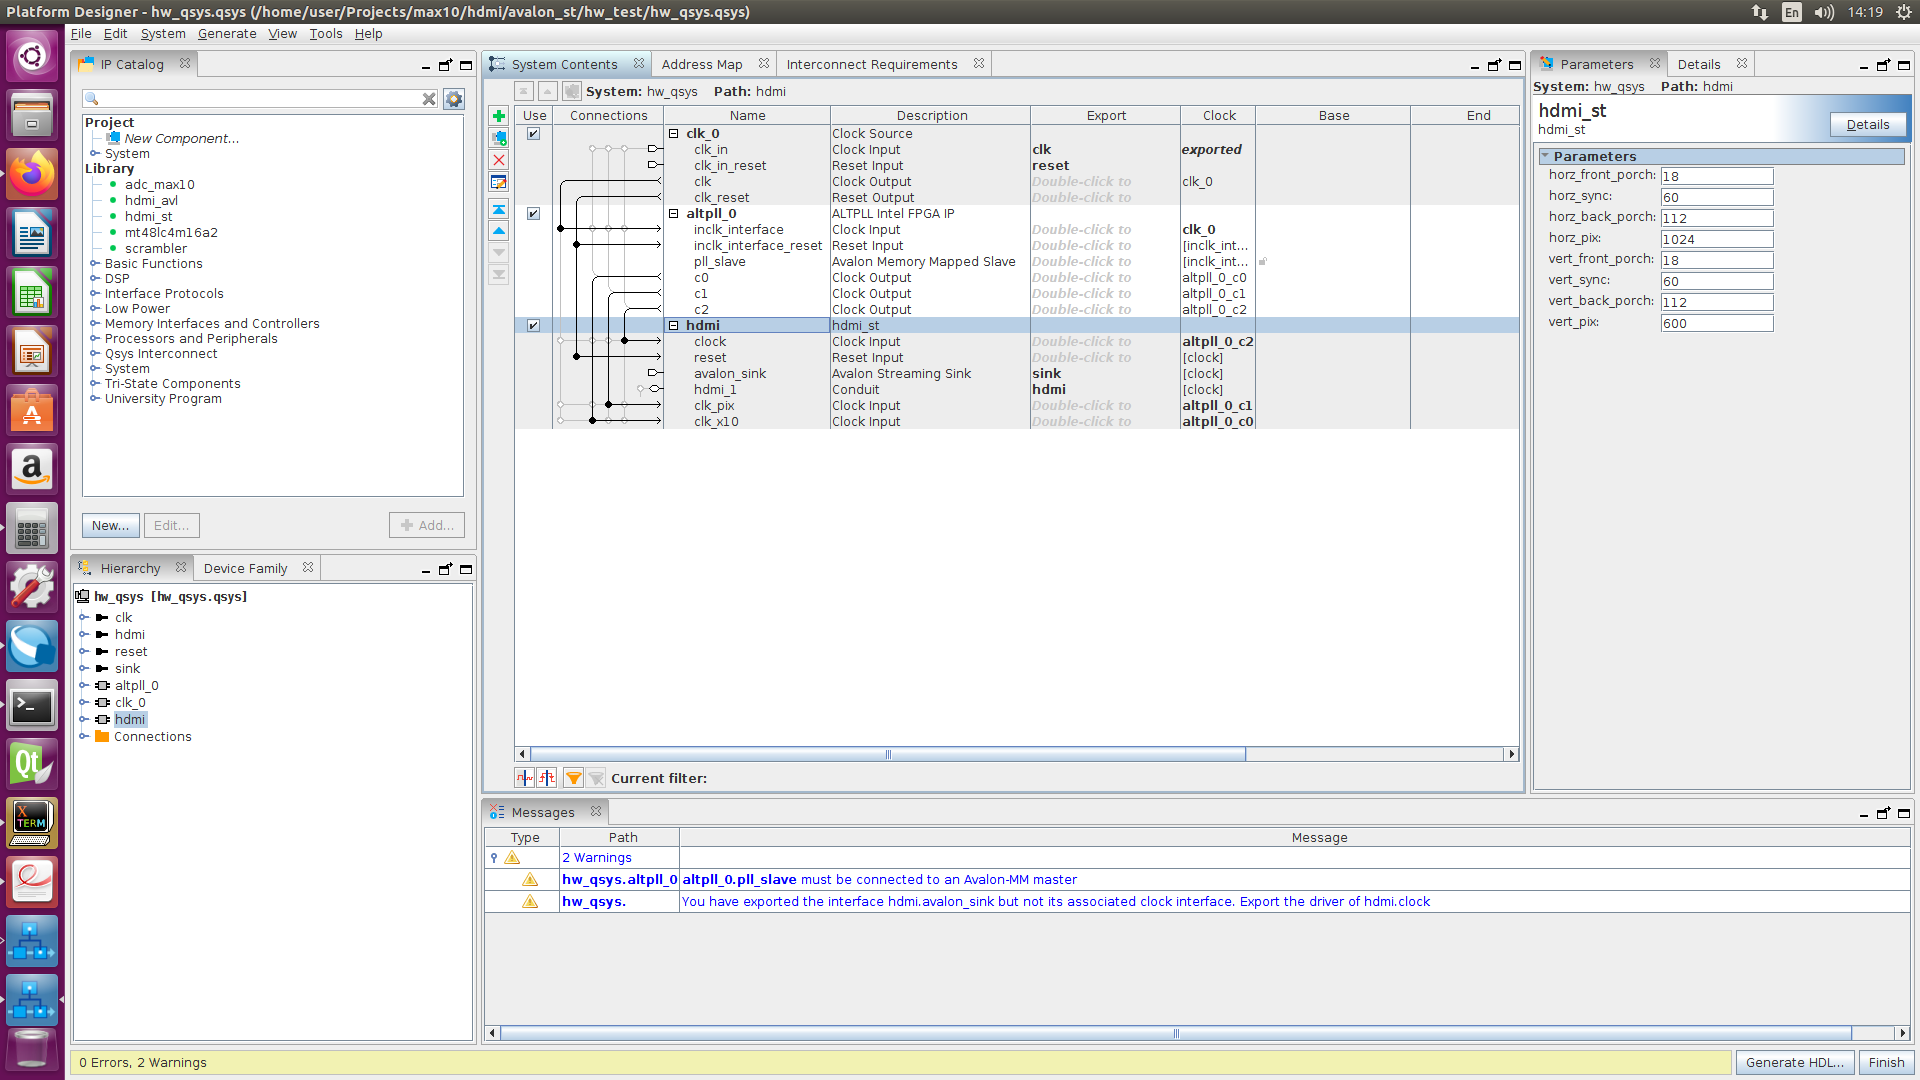 Platform Designer - hw_qsys.qsys (/home/user/Projects/max10/hdmi/avalon_st/hw_test/hw_qsys.qsys)
En
14:19
File Edit System Generate View Tools Help
IP Catalog
Project
New Component...
System
Library
adc_max10
hdmi_avl
hdmi_st
mt48lc4m16a2
scrambler
Basic Functions
DSP
Interface Protocols
Low Power
Memory Interfaces and Controllers
Processors and Peripherals
Qsys Interconnect
System
Tri-State Components
University Program
New... Edit... Add...
Hierarchy Device Family
hw_qsys [hw_qsys.qsys]
clk
hdmi
reset
sink
altpll_0
clk_0
hdmi
Connections
System Contents Address Map Interconnect Requirements
System: hw_qsys Path: hdmi
Use Connections Name Description Export Clock Base End
clk_0 Clock Source
clk_in Clock Input clk exported
clk_in_reset Reset Input reset
clk Clock Output Double-click to clk_0
clk_reset Reset Output Double-click to
altpll_0 ALTPLL Intel FPGA IP
inclk_interface Clock Input Double-click to clk_0
inclk_interface_reset Reset Input Double-click to [inclk_int...
pll_slave Avalon Memory Mapped Slave Double-click to [inclk_int...
c0 Clock Output Double-click to altpll_0_c0
c1 Clock Output Double-click to altpll_0_c1
c2 Clock Output Double-click to altpll_0_c2
hdmi hdmi_st
clock Clock Input Double-click to altpll_0_c2
reset Reset Input Double-click to [clock]
avalon_sink Avalon Streaming Sink sink [clock]
hdmi_1 Conduit hdmi [clock]
clk_pix Clock Input Double-click to altpll_0_c1
clk_x10 Clock Input Double-click to altpll_0_c0
Current filter:
Parameters Details
System: hw_qsys Path: hdmi
hdmi_st
hdmi_st
Details
Parameters
horz_front_porch: 18
horz_sync: 60
horz_back_porch: 112
horz_pix: 1024
vert_front_porch: 18
vert_sync: 60
vert_back_porch: 112
vert_pix: 600
Messages
Type Path Message
2 Warnings
hw_qsys.altpll_0 altpll_0.pll_slave must be connected to an Avalon-MM master
hw_qsys. You have exported the interface hdmi.avalon_sink but not its associated clock interface. Export the driver of hdmi.clock
0 Errors, 2 Warnings
Generate HDL... Finish
a
Qt
X
TERM